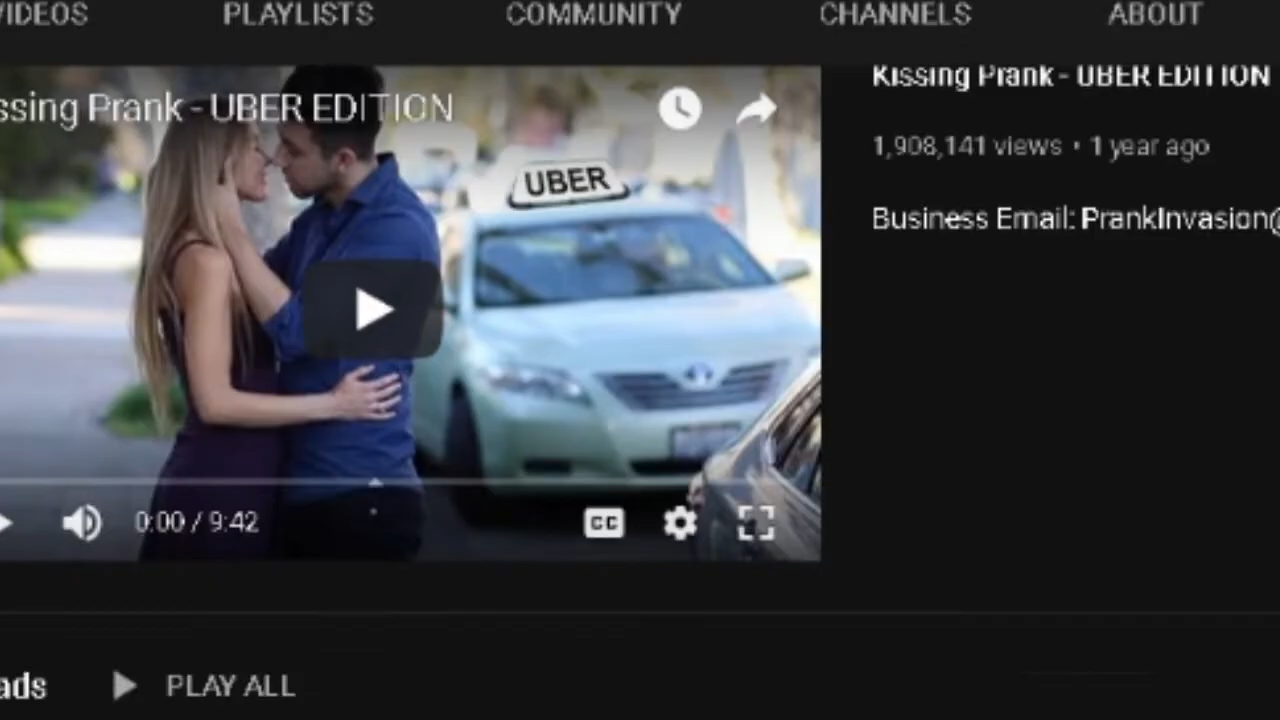 VIDEOS
PLAYLISTS
COMMUNITY
CHANNELS
ABOUT
ssing Prank - UBER EDITION
Kissing Prank - UBER EDITION
1,908,141 views • 1 year ago
Business Email: PrankInvasion@
UBER
0:00 / 9:42
CC
ads
PLAY ALL